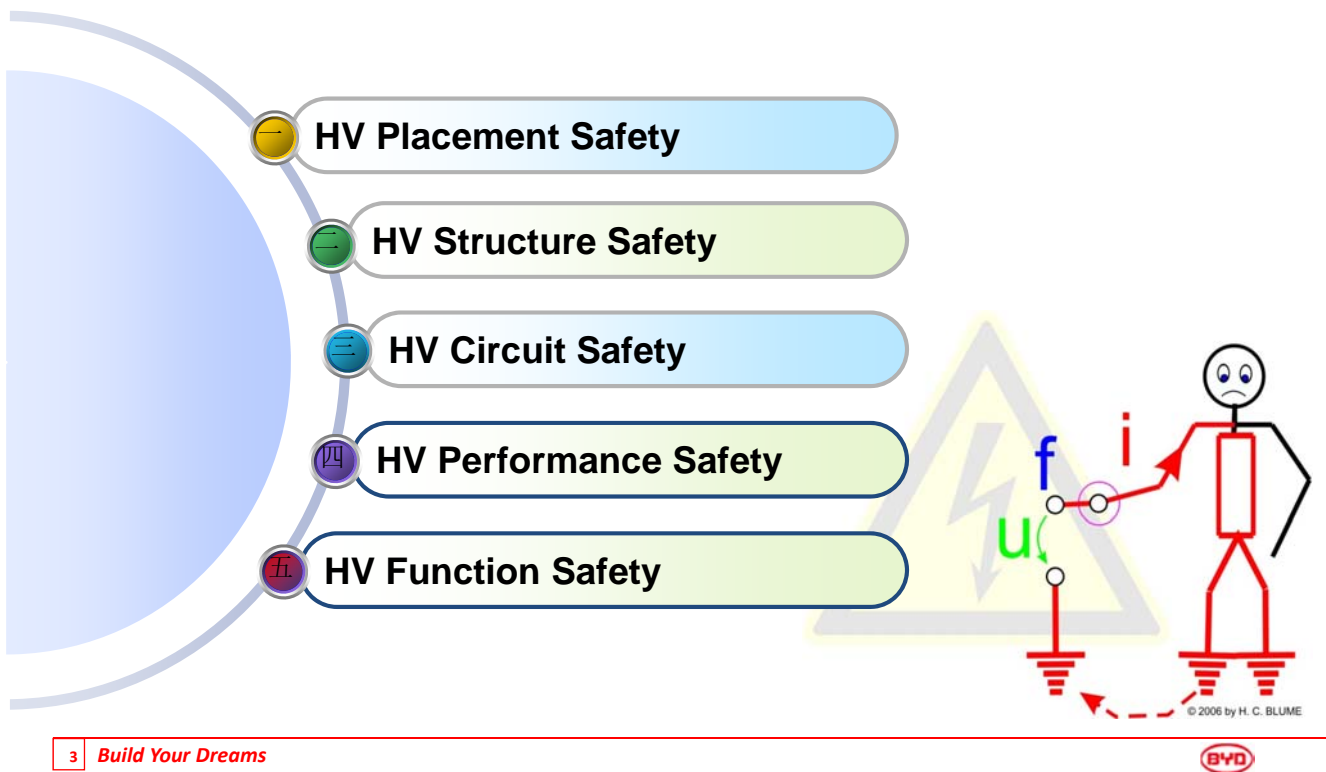 一 HV Placement Safety
二 HV Structure Safety
三 HV Circuit Safety
四 HV Performance Safety
五 HV Function Safety
f
i
u
© 2006 by H. C. BLUME
3 Build Your Dreams
BYD